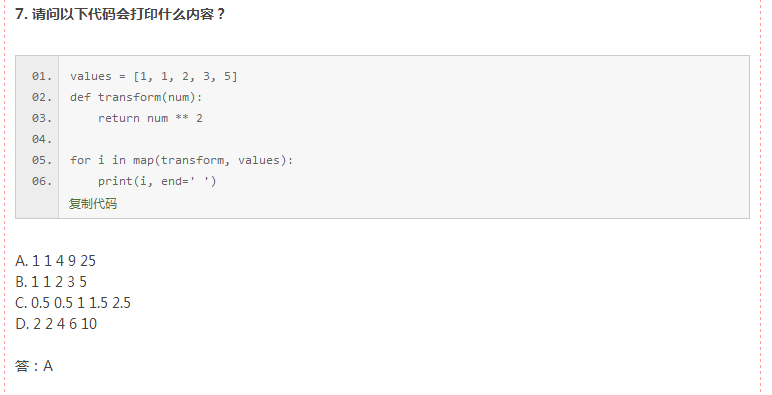 7. 请问以下代码会打印什么内容？
01. values = [1, 1, 2, 3, 5]
02. def transform(num):
03.     return num ** 2
04.
05. for i in map(transform, values):
06.     print(i, end=' ')
复制代码
A. 1 1 4 9 25
B. 1 1 2 3 5
C. 0.5 0.5 1 1.5 2.5
D. 2 2 4 6 10
答：A